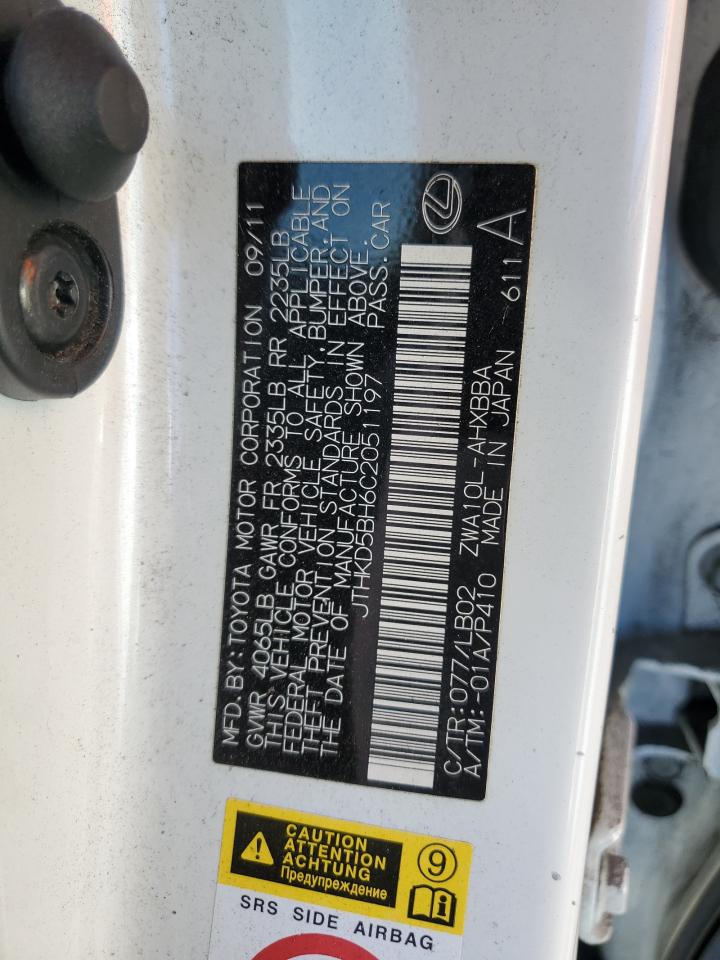 MFD. BY: TOYOTA MOTOR CORPORATION 09/11
GVWR 4065LB GAWR FR 2335LB RR 2235LB
THIS VEHICLE CONFORMS TO ALL APPLICABLE
FEDERAL MOTOR VEHICLE SAFETY, BUMPER, AND
THEFT PREVENTION STANDARDS IN EFFECT ON
THE DATE OF MANUFACTURE SHOWN ABOVE.
JTHKD5BH6C2051197 PASS. CAR
C/TR: 077/LB02 ZWA10L-AHXBBA
A/TM: -01A/P410 MADE IN JAPAN 611 A
CAUTION
ATTENTION
ACHTUNG
Предупреждение
9
i
SRS SIDE AIRBAG